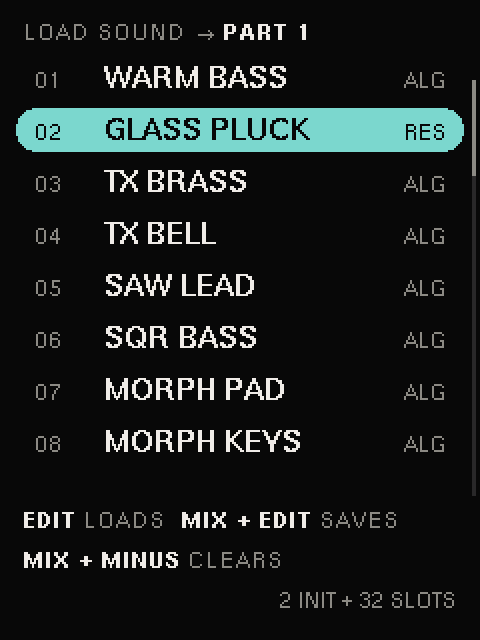 LOAD SOUND → PART 1
01 WARM BASS ALG
02 GLASS PLUCK RES
03 TX BRASS ALG
04 TX BELL ALG
05 SAW LEAD ALG
06 SQR BASS ALG
07 MORPH PAD ALG
08 MORPH KEYS ALG
EDIT LOADS MIX + EDIT SAVES
MIX + MINUS CLEARS
2 INIT + 32 SLOTS